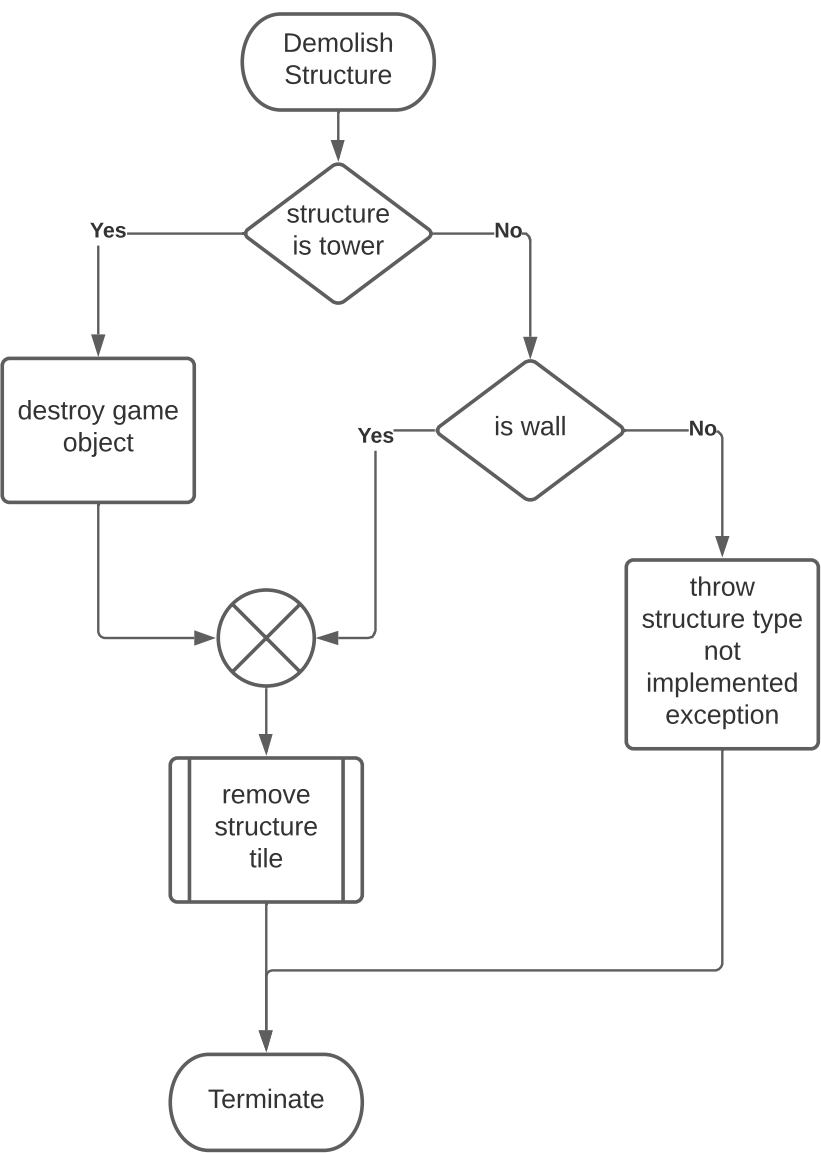 Demolish
Structure
structure
is tower
Yes
No
destroy game
object
is wall
Yes
No
throw
structure type
not
implemented
exception
remove
structure
tile
Terminate